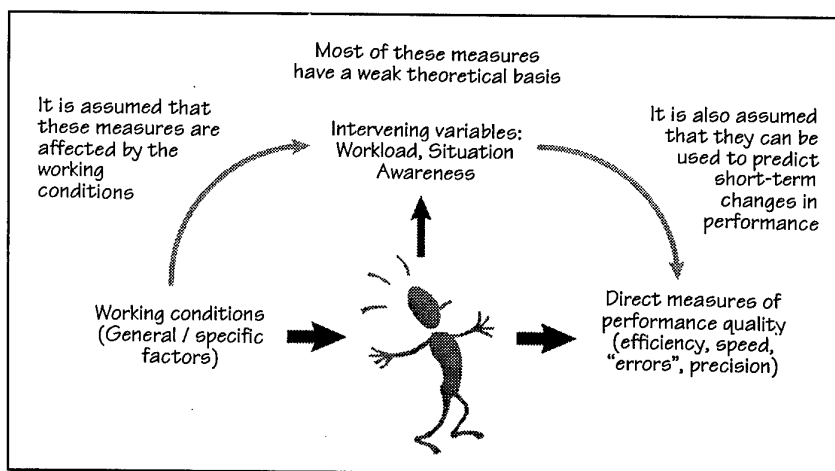 Most of these measures
have a weak theoretical basis
It is assumed that
these measures are
affected by the
working
conditions
Intervening variables:
Workload, Situation
Awareness
It is also assumed
that they can be
used to predict
short-term
changes in
performance
Working conditions
(General / specific
factors)
Direct measures of
performance quality
(efficiency, speed,
"errors", precision)